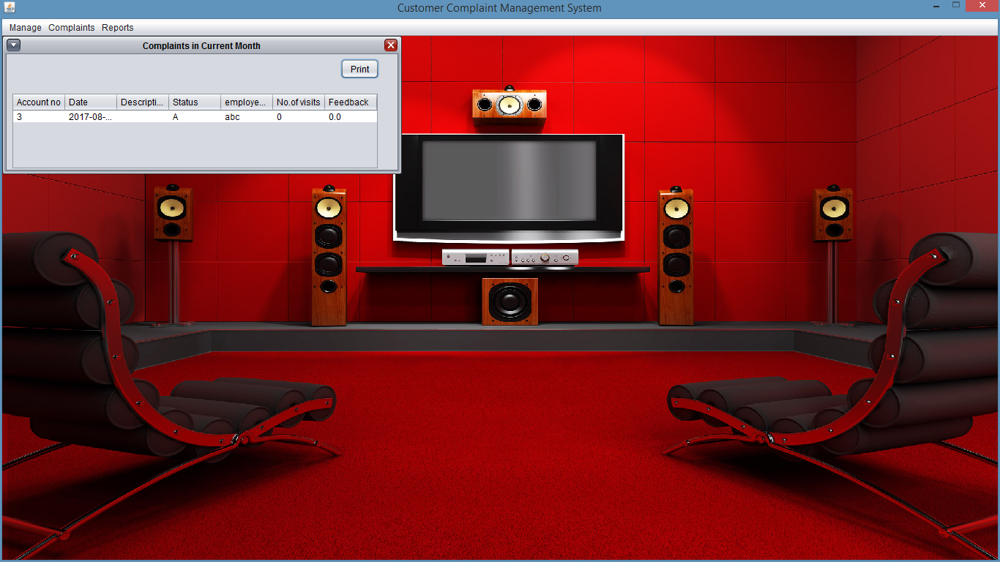 Customer Complaint Management System
Manage Complaints Reports
Complaints in Current Month
Print
Account no Date Descripti... Status employe... No.of visits Feedback
3 2017-08-... A abc 0 0.0